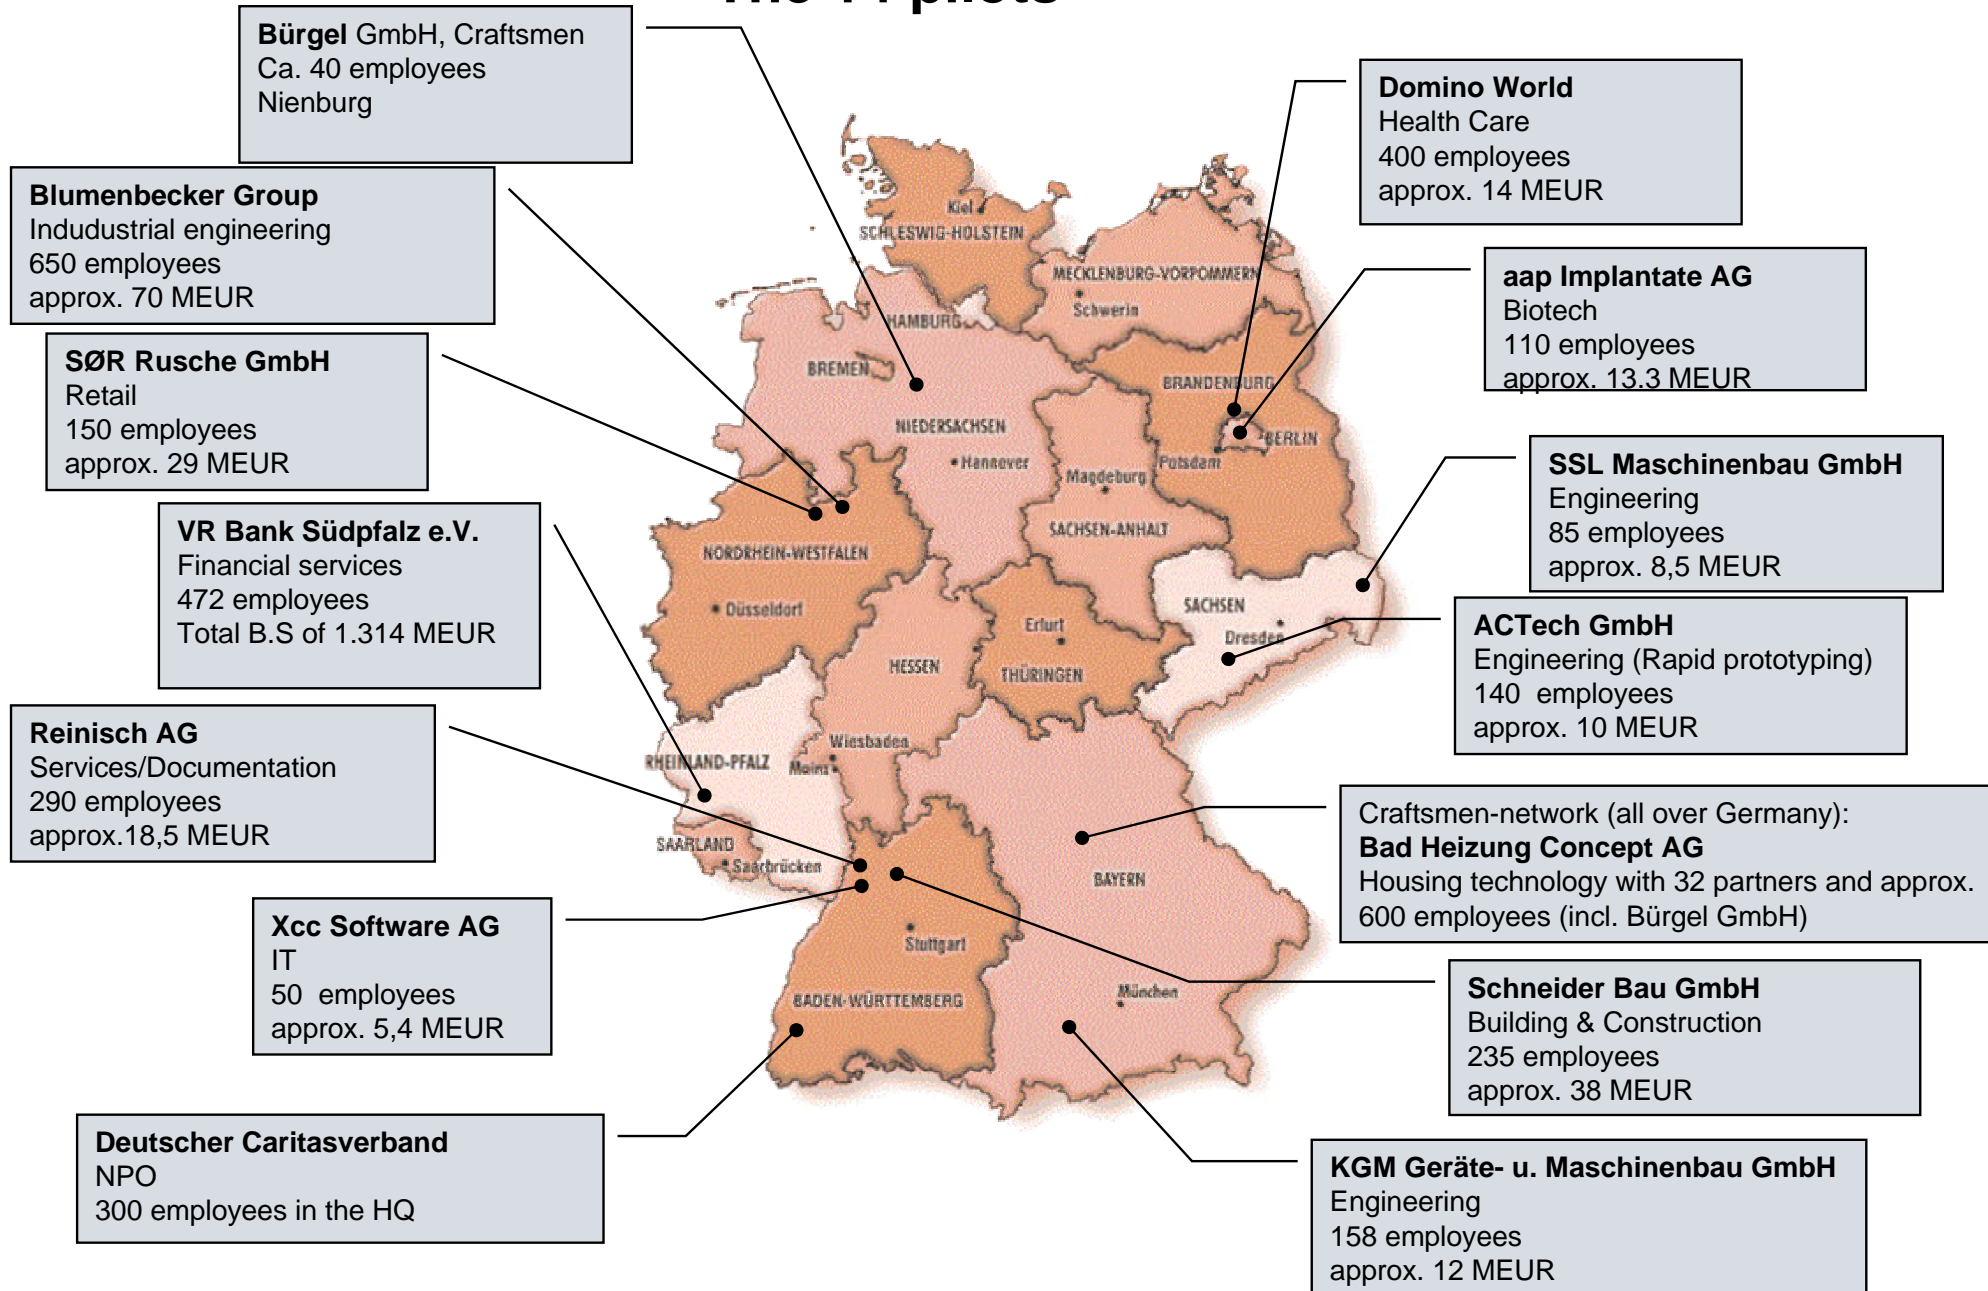 Bürgel GmbH, Craftsmen
Ca. 40 employees
Nienburg
Blumenbecker Group
Indudustrial engineering
650 employees
approx. 70 MEUR
SØR Rusche GmbH
Retail
150 employees
approx. 29 MEUR
VR Bank Südpfalz e.V.
Financial services
472 employees
Total B.S of 1.314 MEUR
Reinisch AG
Services/Documentation
290 employees
approx.18,5 MEUR
Xcc Software AG
IT
50 employees
approx. 5,4 MEUR
Deutscher Caritasverband
NPO
300 employees in the HQ
Domino World
Health Care
400 employees
approx. 14 MEUR
aap Implantate AG
Biotech
110 employees
approx. 13.3 MEUR
SSL Maschinenbau GmbH
Engineering
85 employees
approx. 8,5 MEUR
ACTech GmbH
Engineering (Rapid prototyping)
140 employees
approx. 10 MEUR
Craftsmen-network (all over Germany):
Bad Heizung Concept AG
Housing technology with 32 partners and approx.
600 employees (incl. Bürgel GmbH)
Schneider Bau GmbH
Building & Construction
235 employees
approx. 38 MEUR
KGM Geräte- u. Maschinenbau GmbH
Engineering
158 employees
approx. 12 MEUR
Kiel
SCHLESWIG-HOLSTEIN
MECKLENBURG-VORPOMMERN
Schwerin
HAMBURG
BREMEN
BRANDENBURG
NIEDERSACHSEN
BERLIN
Hannover
Potsdam
Magdeburg
SACHSEN-ANHALT
NORDRHEIN-WESTFALEN
Düsseldorf
SACHSEN
Dresden
Erfurt
HESSEN
THÜRINGEN
Wiesbaden
RHEINLAND-PFALZ
Mainz
SAARLAND
Saarbrücken
BAYERN
Stuttgart
BADEN-WÜRTTEMBERG
München